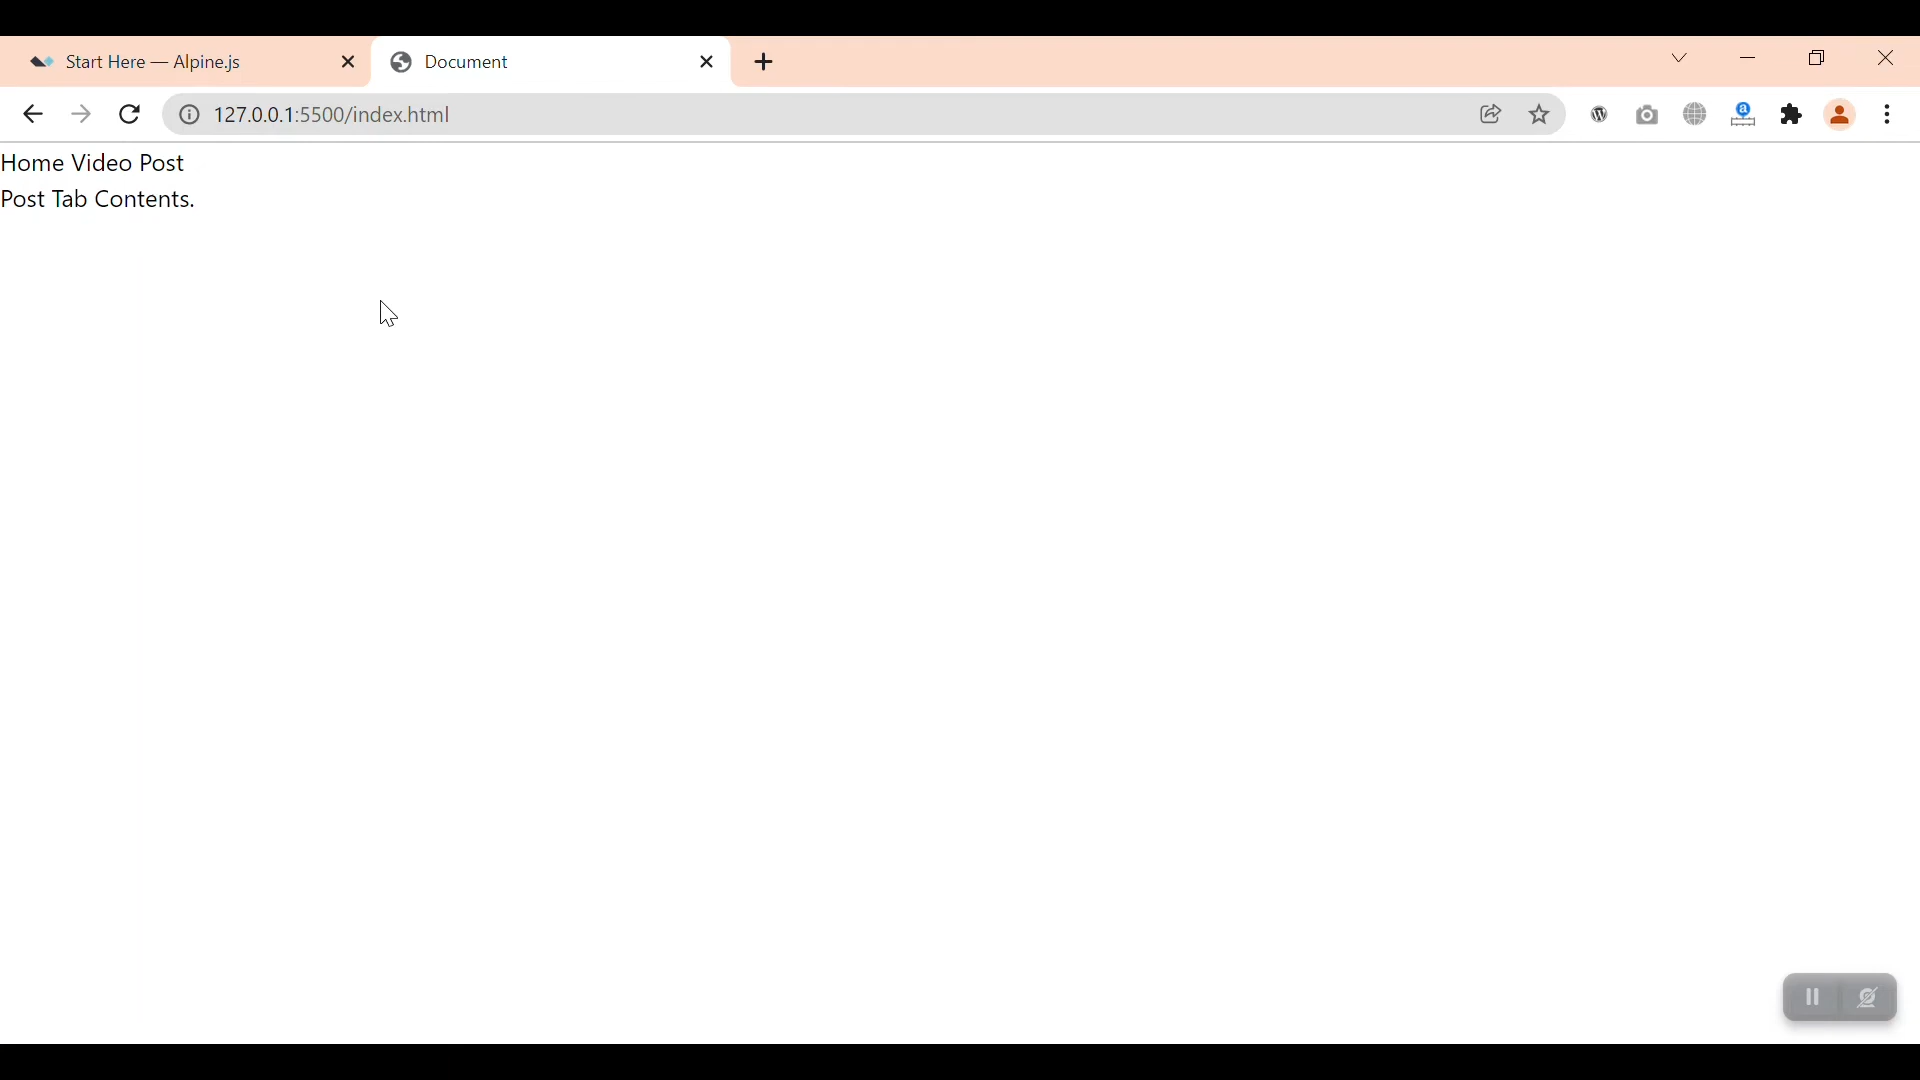 Start Here — Alpine.js
Document
127.0.0.1:5500/index.html
Home Video Post
Post Tab Contents.